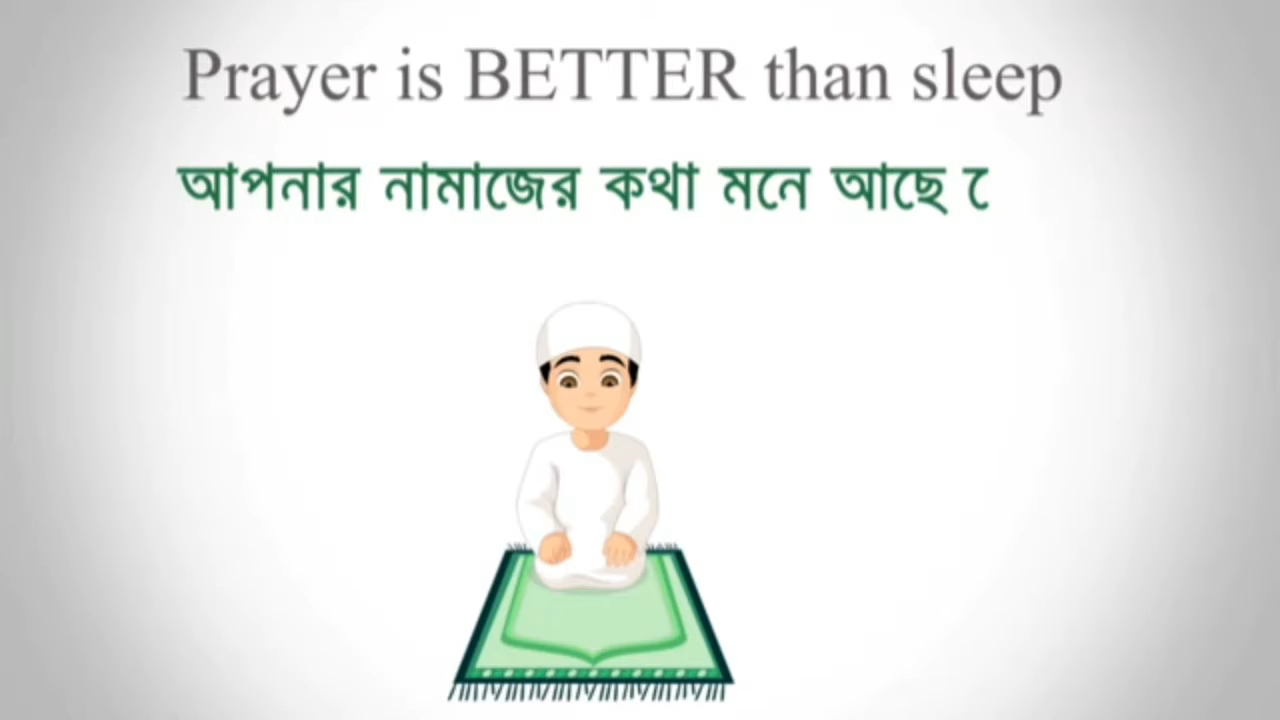 Prayer is BETTER than sleep
আপনার নামাজের কথা মনে আছে ে